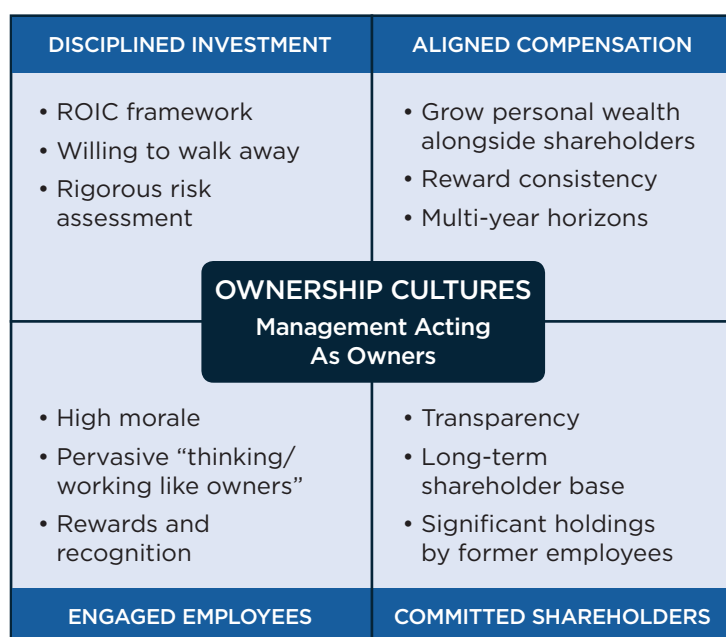 DISCIPLINED INVESTMENT
• ROIC framework
• Willing to walk away
• Rigorous risk
assessment
ALIGNED COMPENSATION
• Grow personal wealth
alongside shareholders
• Reward consistency
• Multi-year horizons
OWNERSHIP CULTURES
Management Acting
As Owners
• High morale
• Pervasive “thinking/
working like owners”
• Rewards and
recognition
ENGAGED EMPLOYEES
• Transparency
• Long-term
shareholder base
• Significant holdings
by former employees
COMMITTED SHAREHOLDERS